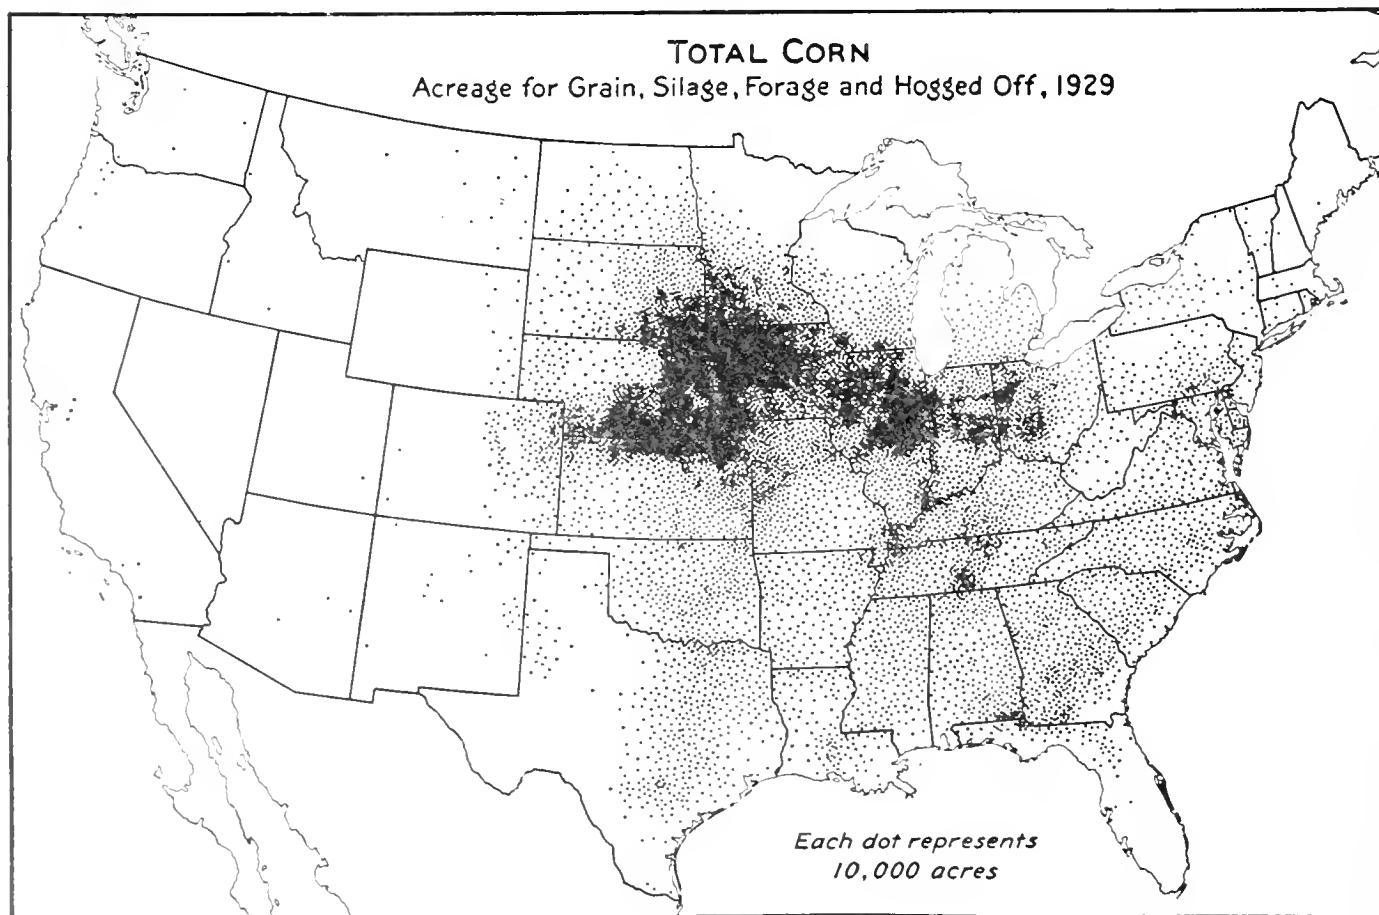 TOTAL CORN
Acreage for Grain, Silage, Forage and Hogged Off, 1929
Each dot represents
10,000 acres